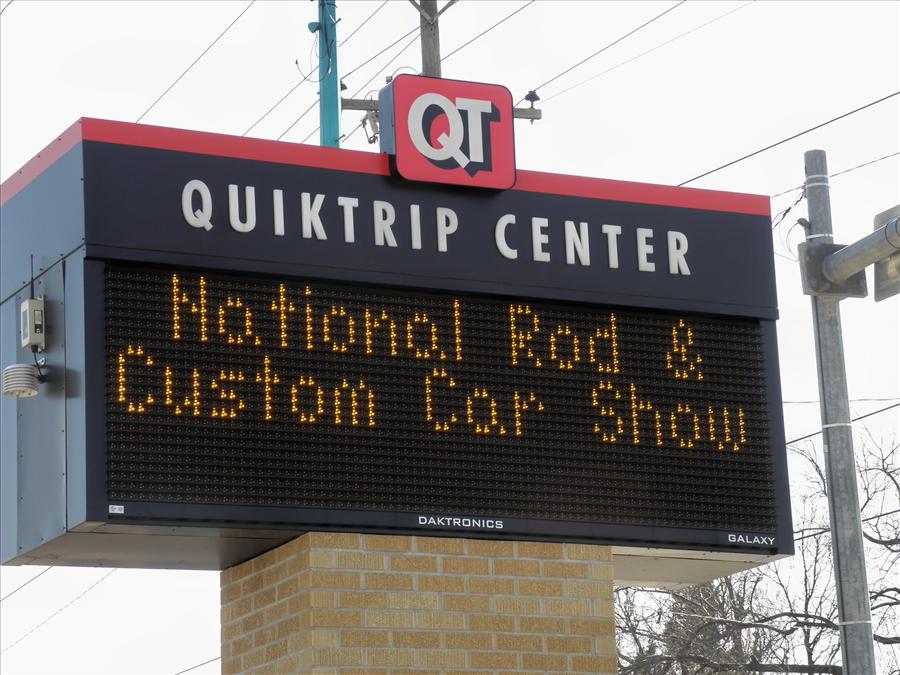 QT
QUIKTRIP CENTER
National Rod &
Custom Car Show
DAKTRONICS
GALAXY